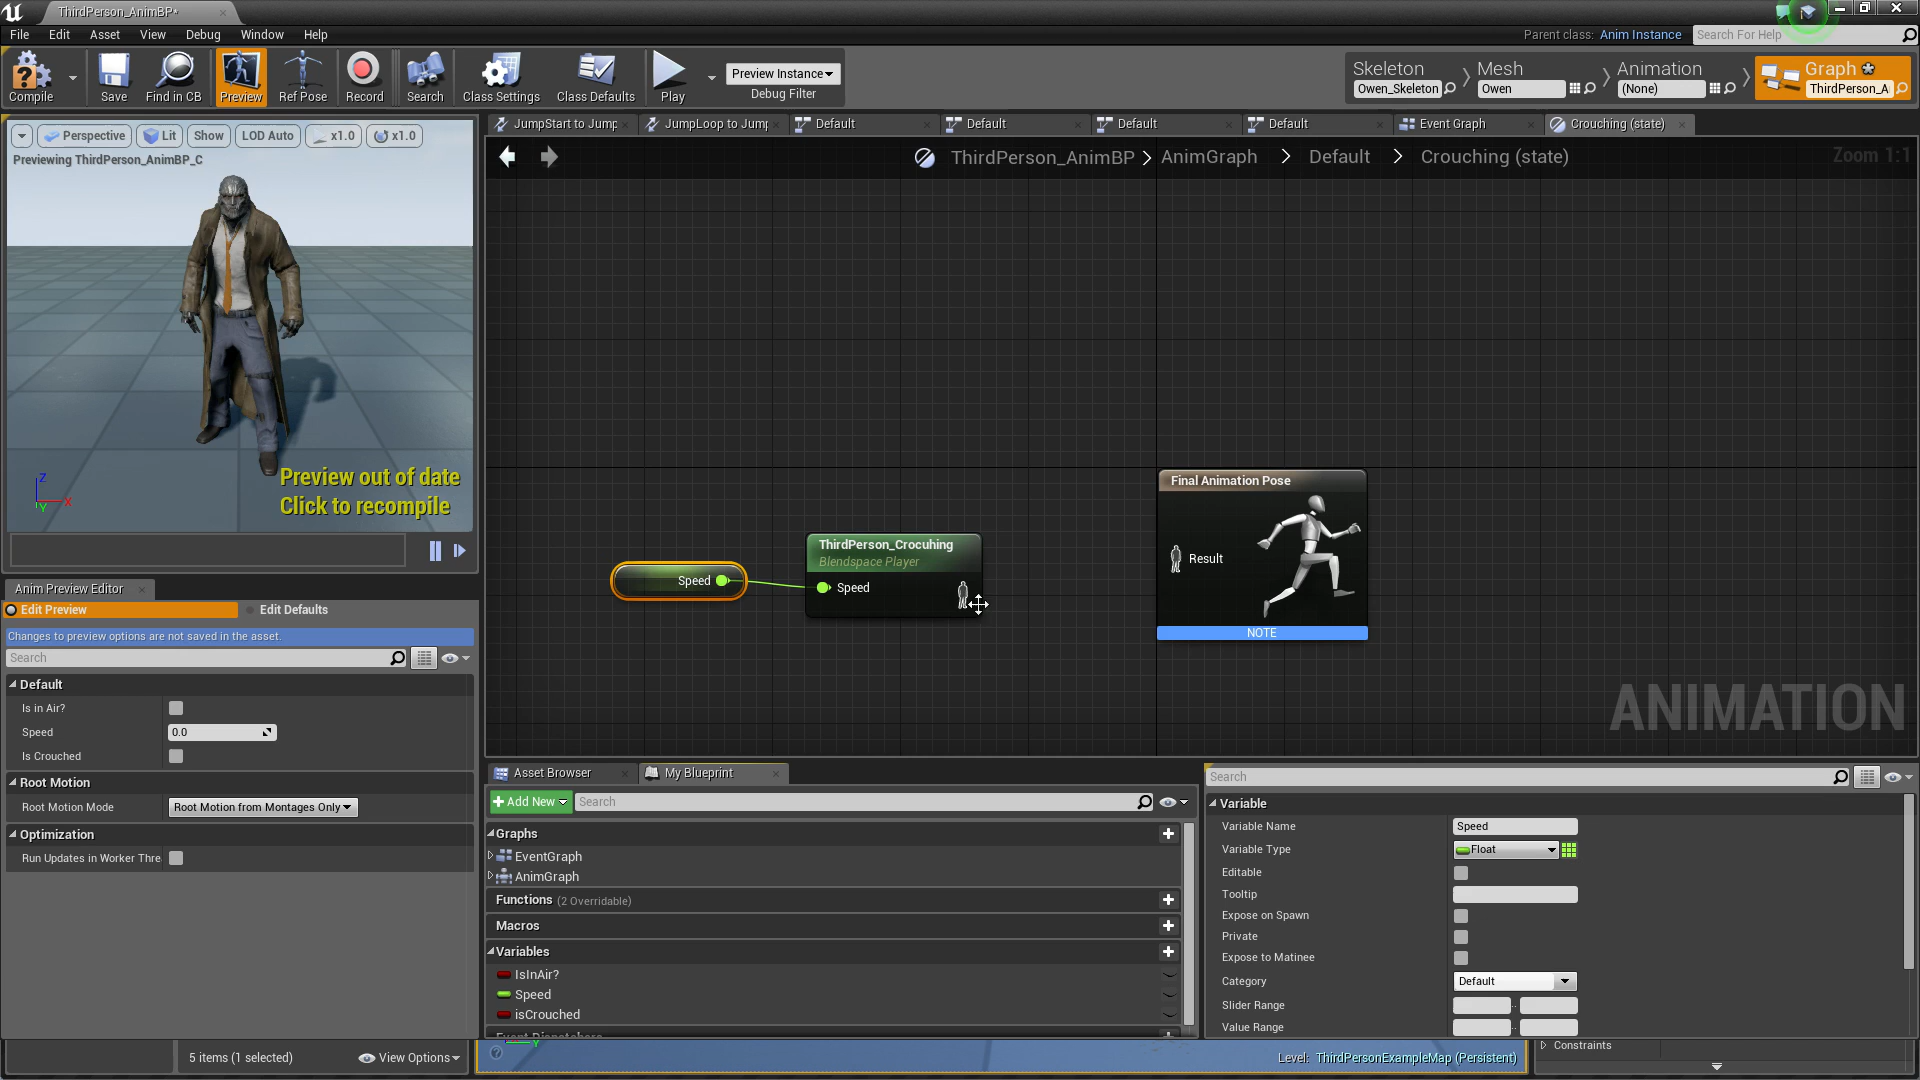 ThirdPerson_AnimBP*
File Edit Asset View Debug Window Help
Parent class: Anim Instance Search For Help
Compile Save Find in CB Preview Ref Pose Record Search Class Settings Class Defaults Play
Preview Instance
Debug Filter
Skeleton
Owen_Skeleton
Mesh
Owen
Animation
(None)
Graph
ThirdPerson_A
Perspective Lit Show LOD Auto x1.0 x1.0
Previewing ThirdPerson_AnimBP_C
Preview out of date
Click to recompile
Z
X
Y
JumpStart to Jump JumpLoop to Jump Default Default Default Default Event Graph Crouching (state)
ThirdPerson_AnimBP > AnimGraph > Default > Crouching (state)
Zoom 1:1
Speed
ThirdPerson_Crocuhing
Blendspace Player
Speed
Final Animation Pose
Result
NOTE
ANIMATION
Anim Preview Editor
Edit Preview Edit Defaults
Changes to preview options are not saved in the asset.
Search
Default
Is in Air?
Speed 0.0
Is Crouched
Root Motion
Root Motion Mode Root Motion from Montages Only
Optimization
Run Updates in Worker Thre
Asset Browser My Blueprint
Add New Search
Graphs
EventGraph
AnimGraph
Functions (2 Overridable)
Macros
Variables
IsInAir?
Speed
isCrouched
Event Dispatchers
Search
Variable
Variable Name Speed
Variable Type Float
Editable
Tooltip
Expose on Spawn
Private
Expose to Matinee
Category Default
Slider Range
Value Range
5 items (1 selected) View Options
Y
Level: ThirdPersonExampleMap (Persistent)
Constraints